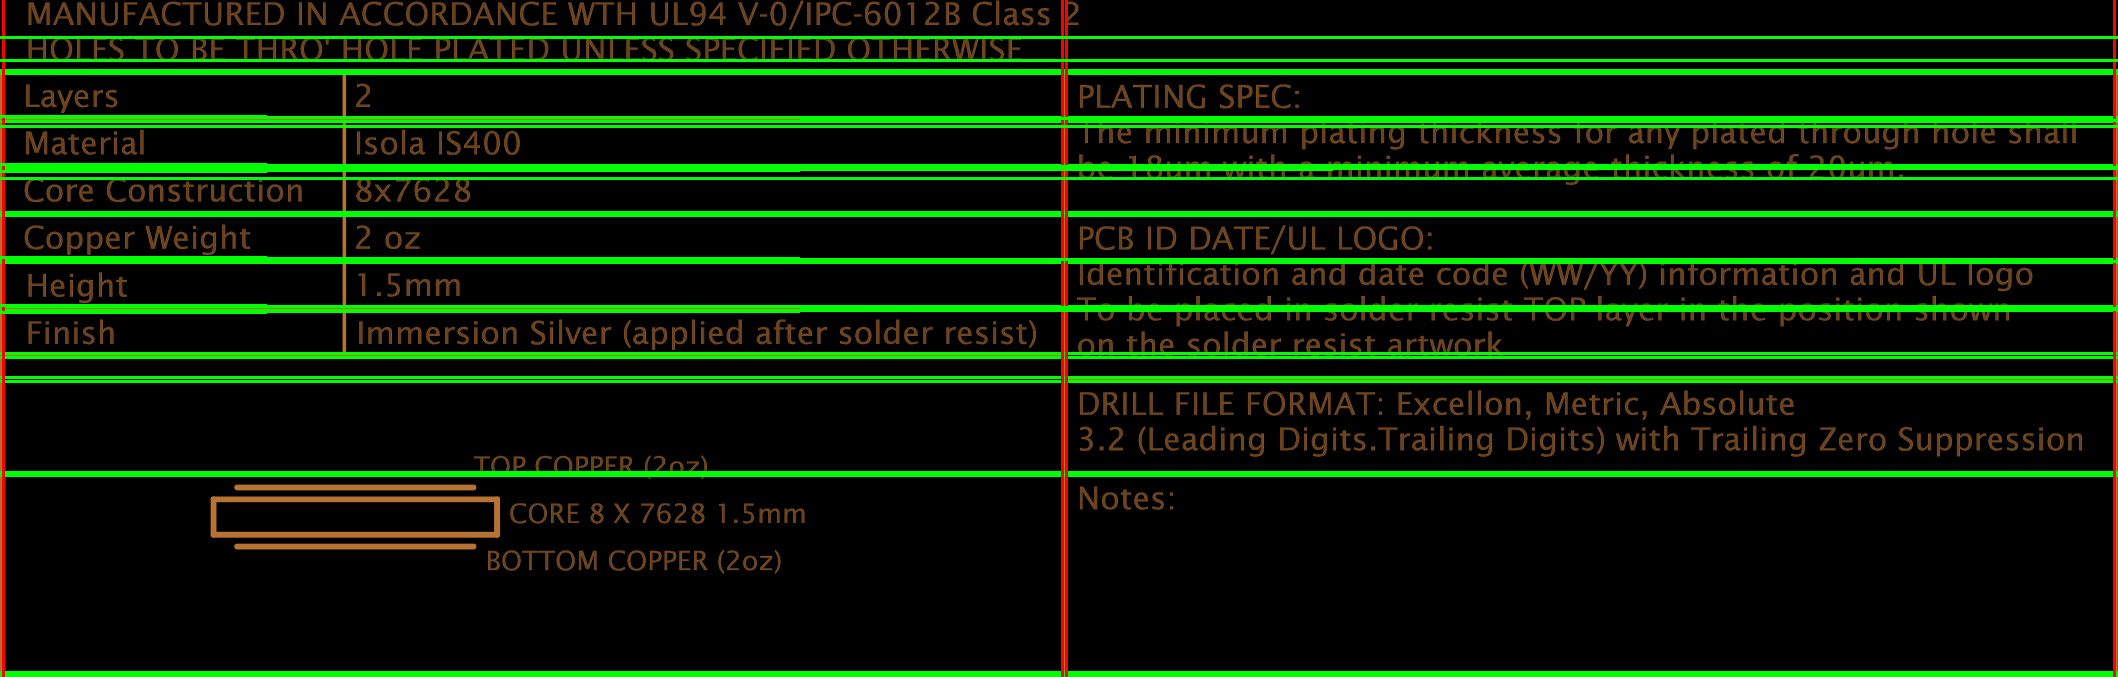 MANUFACTURED IN ACCORDANCE WTH UL94 V-0/IPC-6012B Class 2
HOLES TO BE THRO' HOLE PLATED UNLESS SPECIFIED OTHERWISE
Layers 2
Material Isola IS400
Core Construction 8x7628
Copper Weight 2 oz
Height 1.5mm
Finish Immersion Silver (applied after solder resist)
TOP COPPER (2oz)
CORE 8 X 7628 1.5mm
BOTTOM COPPER (2oz)
PLATING SPEC:
The minimum plating thickness for any plated through hole shall
be 18um with a minimum average thickness of 20um.
PCB ID DATE/UL LOGO:
Identification and date code (WW/YY) information and UL logo
To be placed in solder resist TOP layer in the position shown
on the solder resist artwork
DRILL FILE FORMAT: Excellon, Metric, Absolute
3.2 (Leading Digits.Trailing Digits) with Trailing Zero Suppression
Notes: